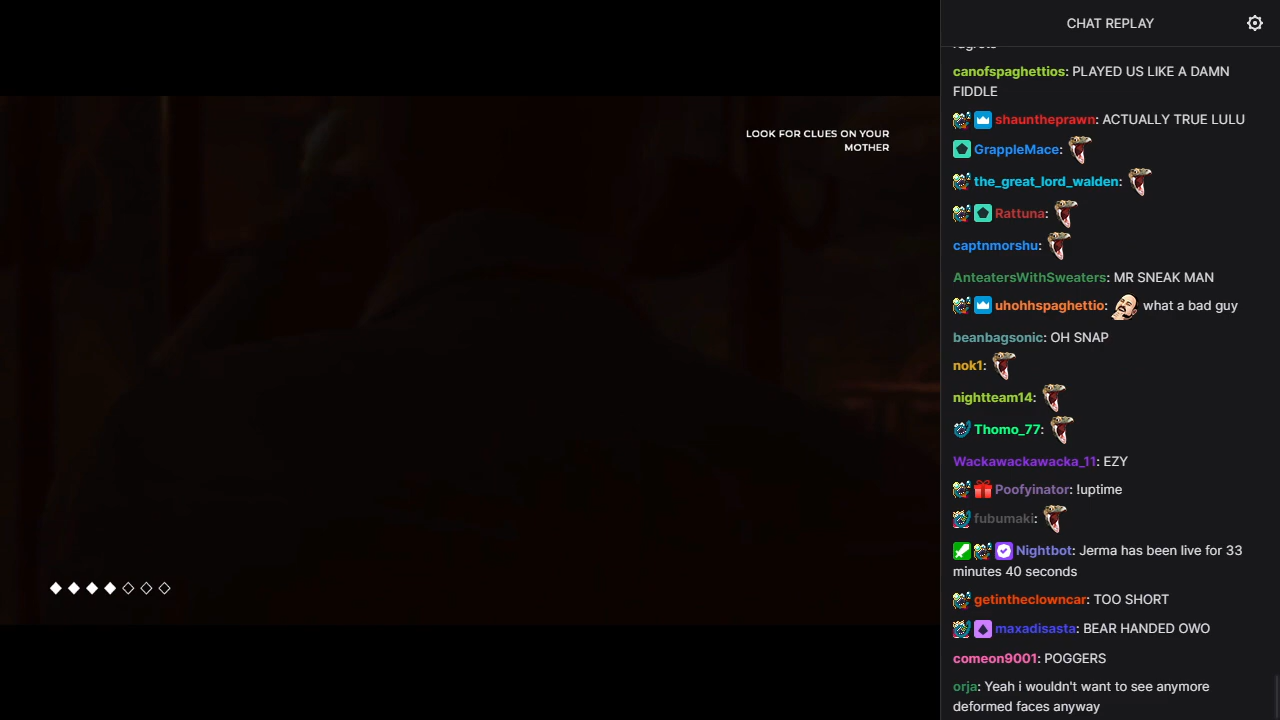 LOOK FOR CLUES ON YOUR
MOTHER
CHAT REPLAY
canofspaghettios: PLAYED US LIKE A DAMN
FIDDLE
shauntheprawn: ACTUALLY TRUE LULU
GrappleMace:
the_great_lord_walden:
Rattuna:
captnmorshu:
AnteatersWithSweaters: MR SNEAK MAN
uhohhspaghettio: what a bad guy
beanbagsonic: OH SNAP
nok1:
nightteam14:
Thomo_77:
Wackawackawacka_11: EZY
Poofyinator: !uptime
fubumaki:
Nightbot: Jerma has been live for 33
minutes 40 seconds
getintheclowncar: TOO SHORT
maxadisasta: BEAR HANDED OWO
comeon9001: POGGERS
orja: Yeah i wouldn't want to see anymore
deformed faces anyway